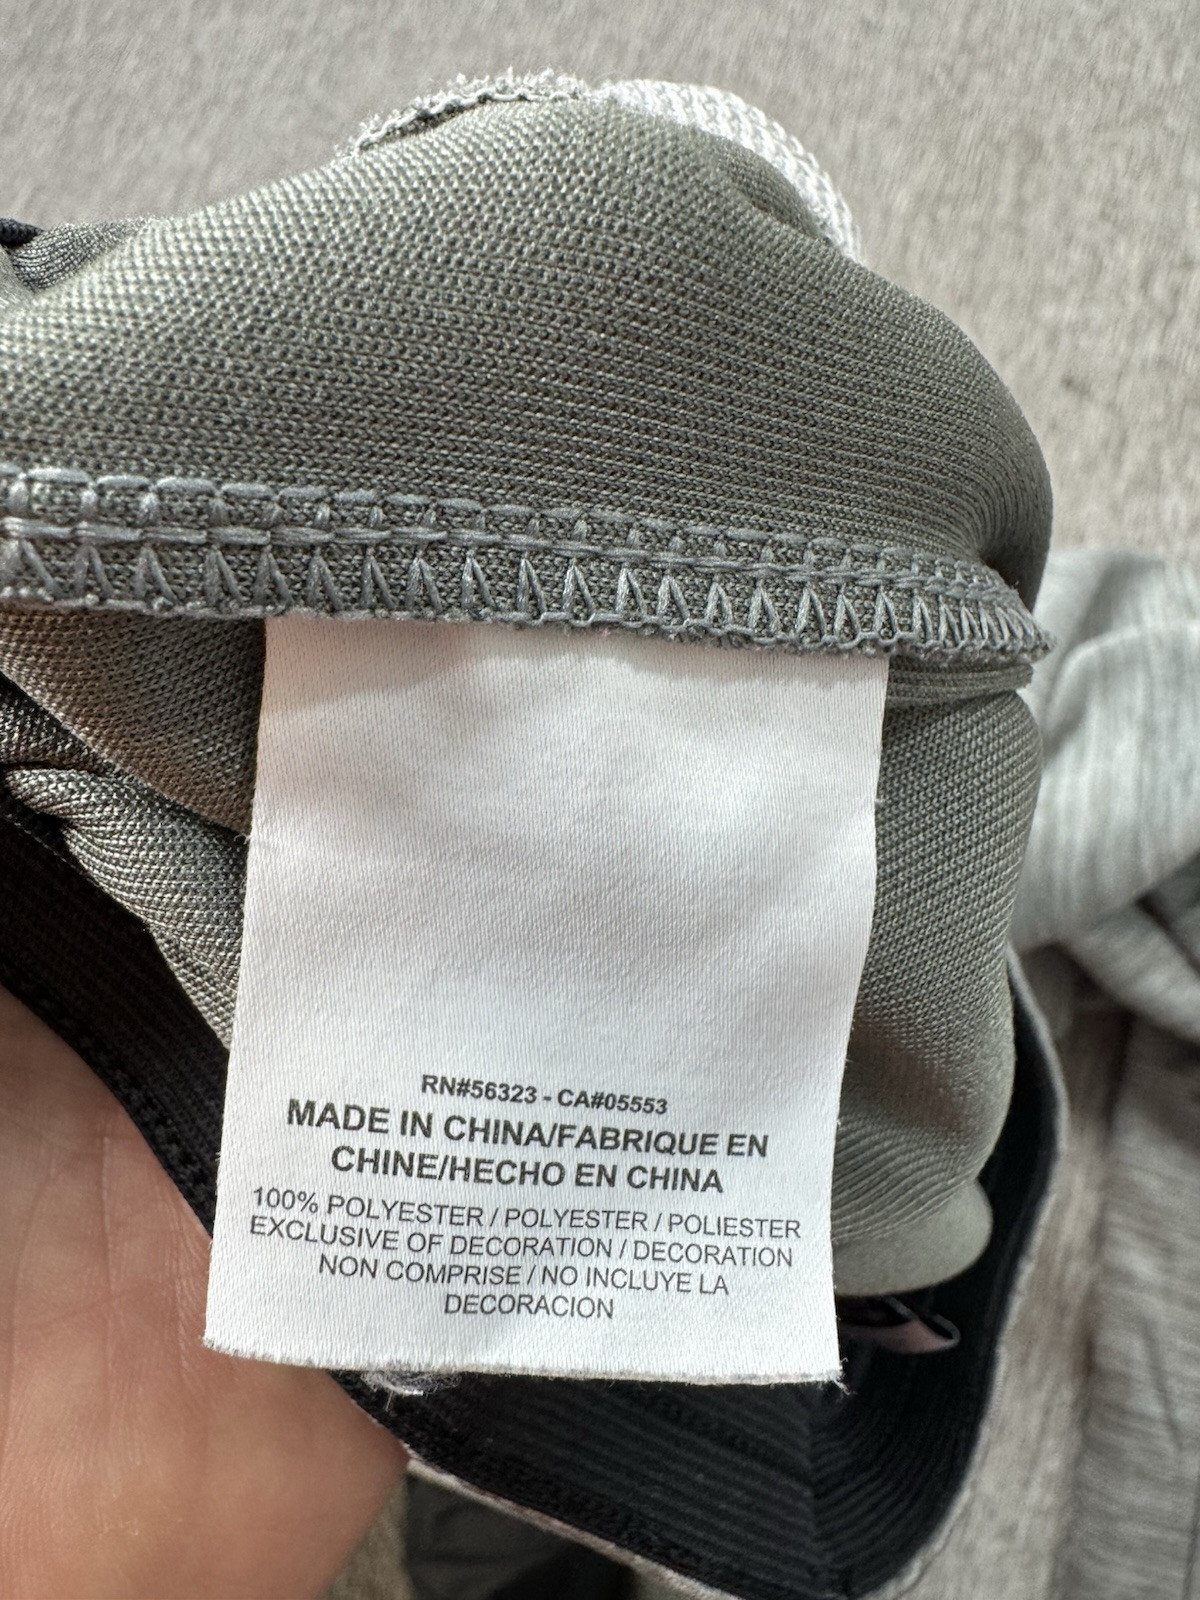 RN#56323 - CA#05553
MADE IN CHINA/FABRIQUE EN
CHINE/HECHO EN CHINA
100% POLYESTER / POLYESTER / POLIESTER
EXCLUSIVE OF DECORATION / DECORATION
NON COMPRISE / NO INCLUYE LA
DECORACION